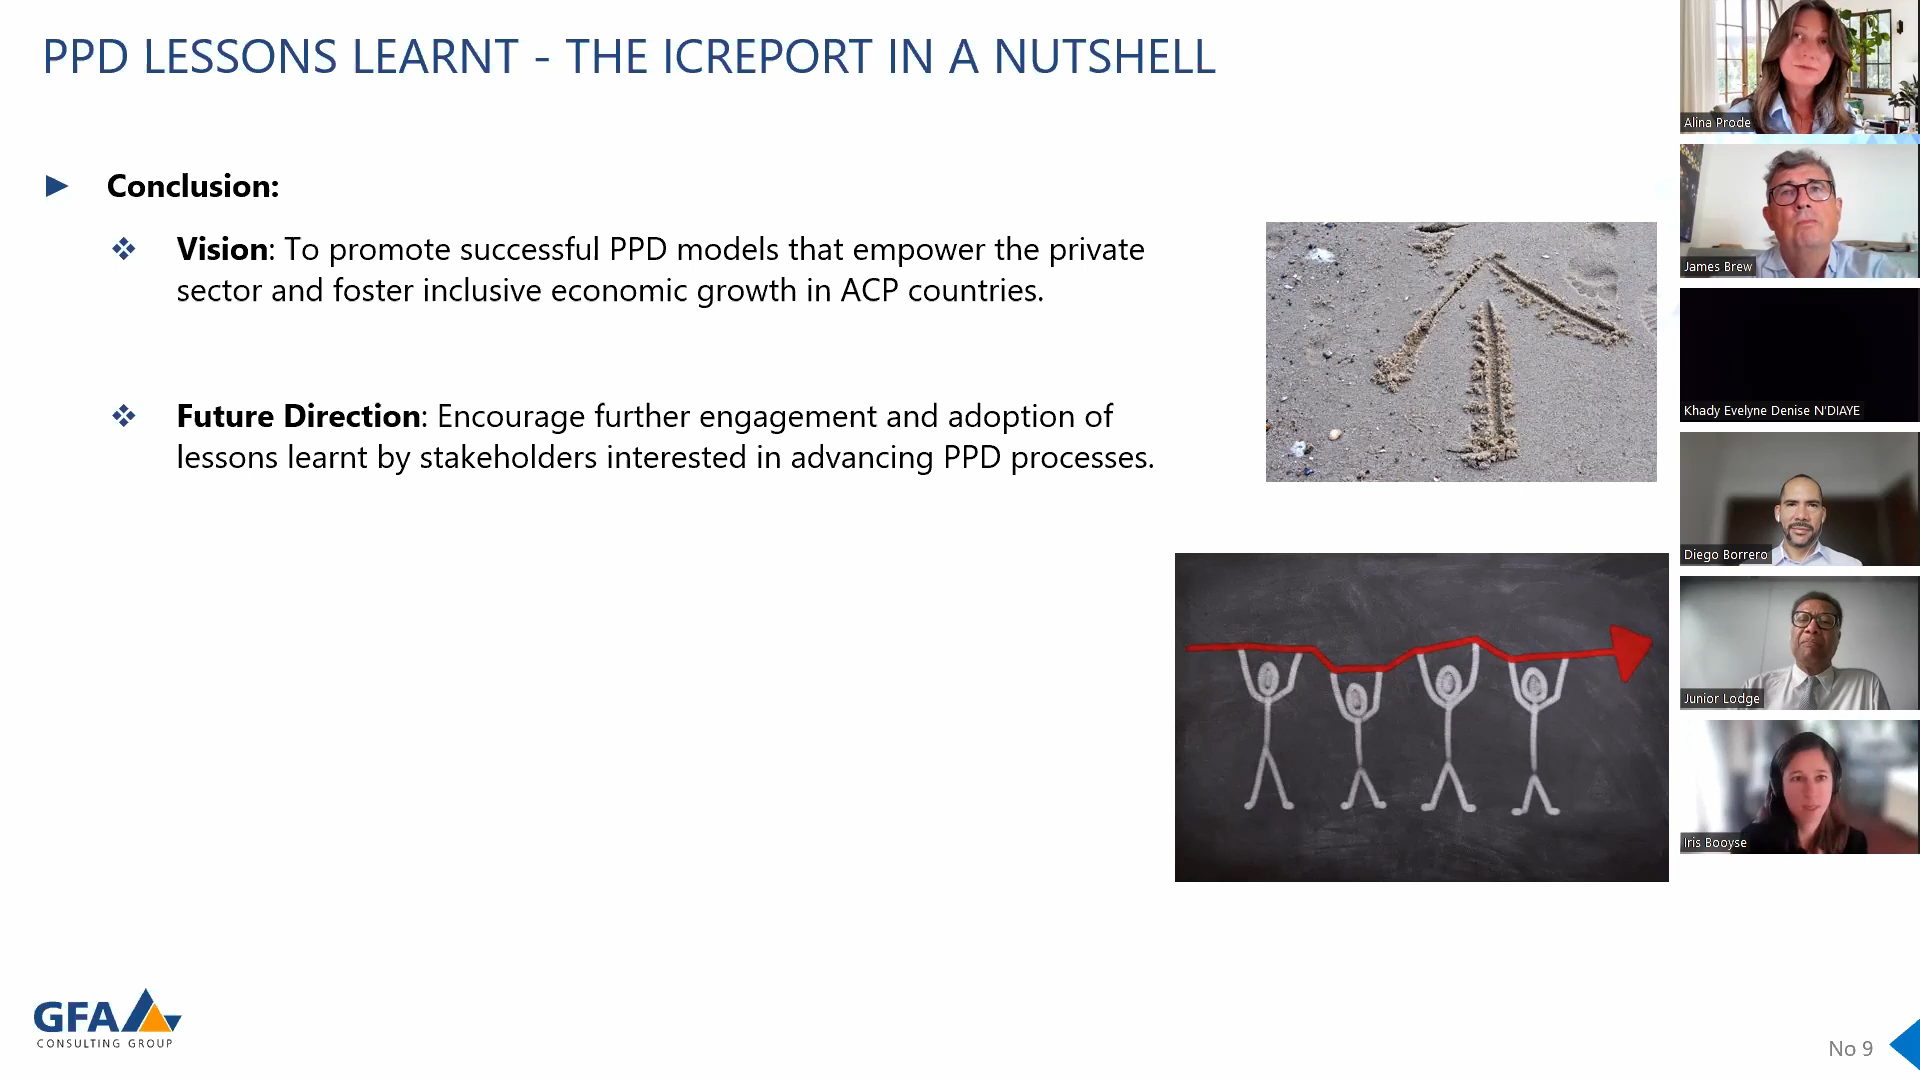 PPD LESSONS LEARNT - THE ICREPORT IN A NUTSHELL
Conclusion:
Vision: To promote successful PPD models that empower the private
sector and foster inclusive economic growth in ACP countries.
Future Direction: Encourage further engagement and adoption of
lessons learnt by stakeholders interested in advancing PPD processes.
GFA
CONSULTING GROUP
No 9
Alina Prode
James Brew
Khady Evelyne Denise N'DIAYE
Diego Borrero
Junior Lodge
Iris Booyse